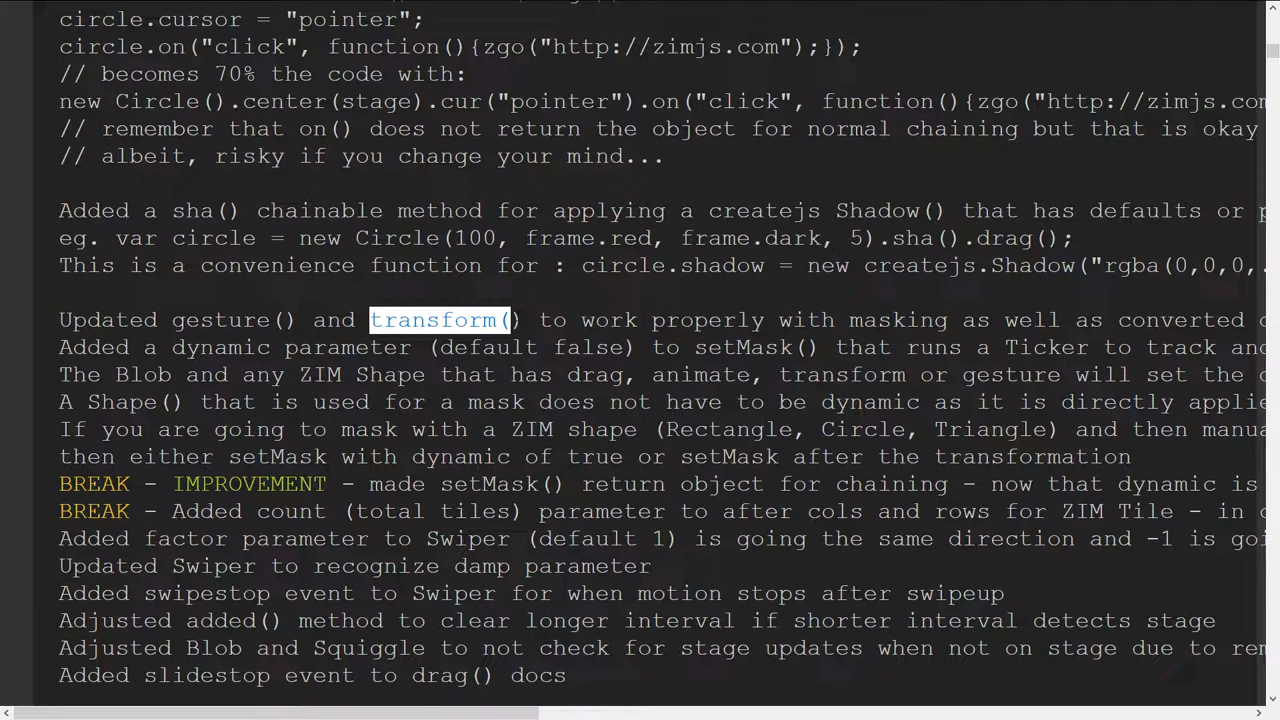 circle.cursor = "pointer";
circle.on("click", function(){zgo("http://zimjs.com");});
// becomes 70% the code with:
new Circle().center(stage).cur("pointer").on("click", function(){zgo("http://zimjs.com
// remember that on() does not return the object for normal chaining but that is okay
// albeit, risky if you change your mind...
Added a sha() chainable method for applying a createjs Shadow() that has defaults or p
eg. var circle = new Circle(100, frame.red, frame.dark, 5).sha().drag();
This is a convenience function for : circle.shadow = new createjs.Shadow("rgba(0,0,0,.
Updated gesture() and transform() to work properly with masking as well as converted
Added a dynamic parameter (default false) to setMask() that runs a Ticker to track and
The Blob and any ZIM Shape that has drag, animate, transform or gesture will set the
A Shape() that is used for a mask does not have to be dynamic as it is directly applie
If you are going to mask with a ZIM shape (Rectangle, Circle, Triangle) and then manua
then either setMask with dynamic of true or setMask after the transformation
BREAK - IMPROVEMENT - made setMask() return object for chaining - now that dynamic is
BREAK - Added count (total tiles) parameter to after cols and rows for ZIM Tile - in
Added factor parameter to Swiper (default 1) is going the same direction and -1 is goi
Updated Swiper to recognize damp parameter
Added swipestop event to Swiper for when motion stops after swipeup
Adjusted added() method to clear longer interval if shorter interval detects stage
Adjusted Blob and Squiggle to not check for stage updates when not on stage due to rem
Added slidestop event to drag() docs